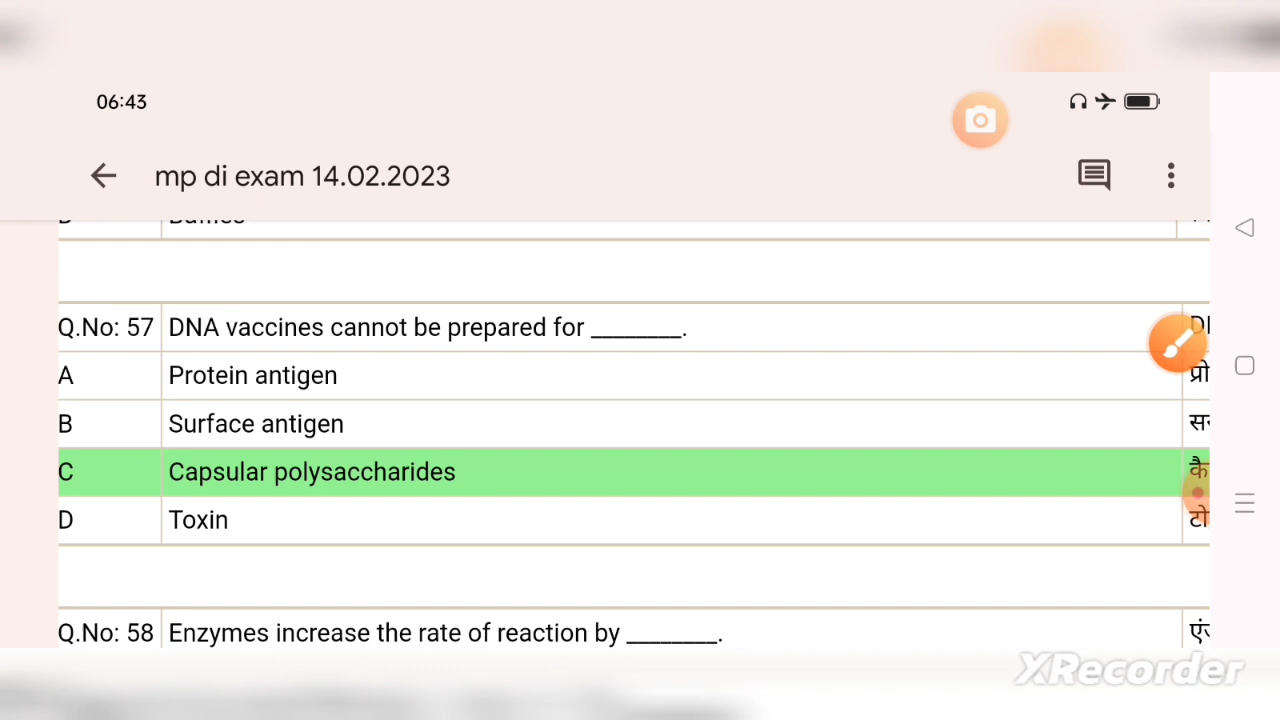 06:43
mp di exam 14.02.2023
Q.No: 57 DNA vaccines cannot be prepared for ________.
A Protein antigen
B Surface antigen
C Capsular polysaccharides
D Toxin
Q.No: 58 Enzymes increase the rate of reaction by ________.
XRecorder